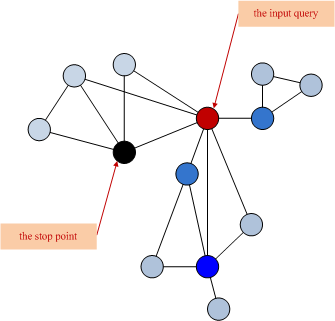 the input query
the stop point